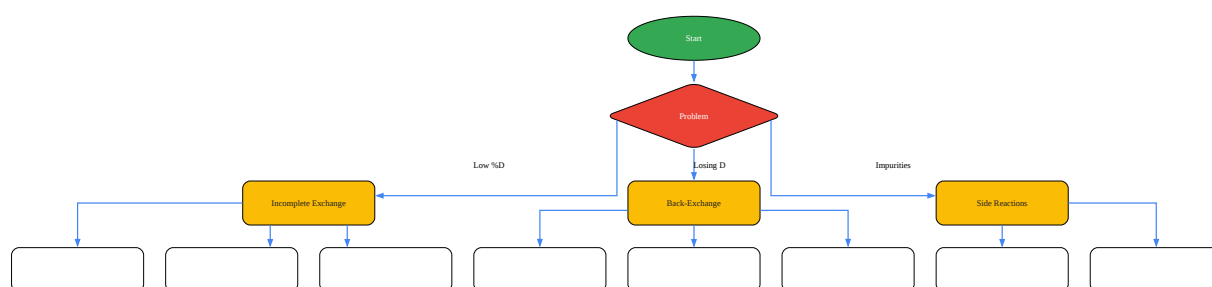 Start
Problem
Low %D
Losing D
Impurities
Incomplete Exchange
Back-Exchange
Side Reactions